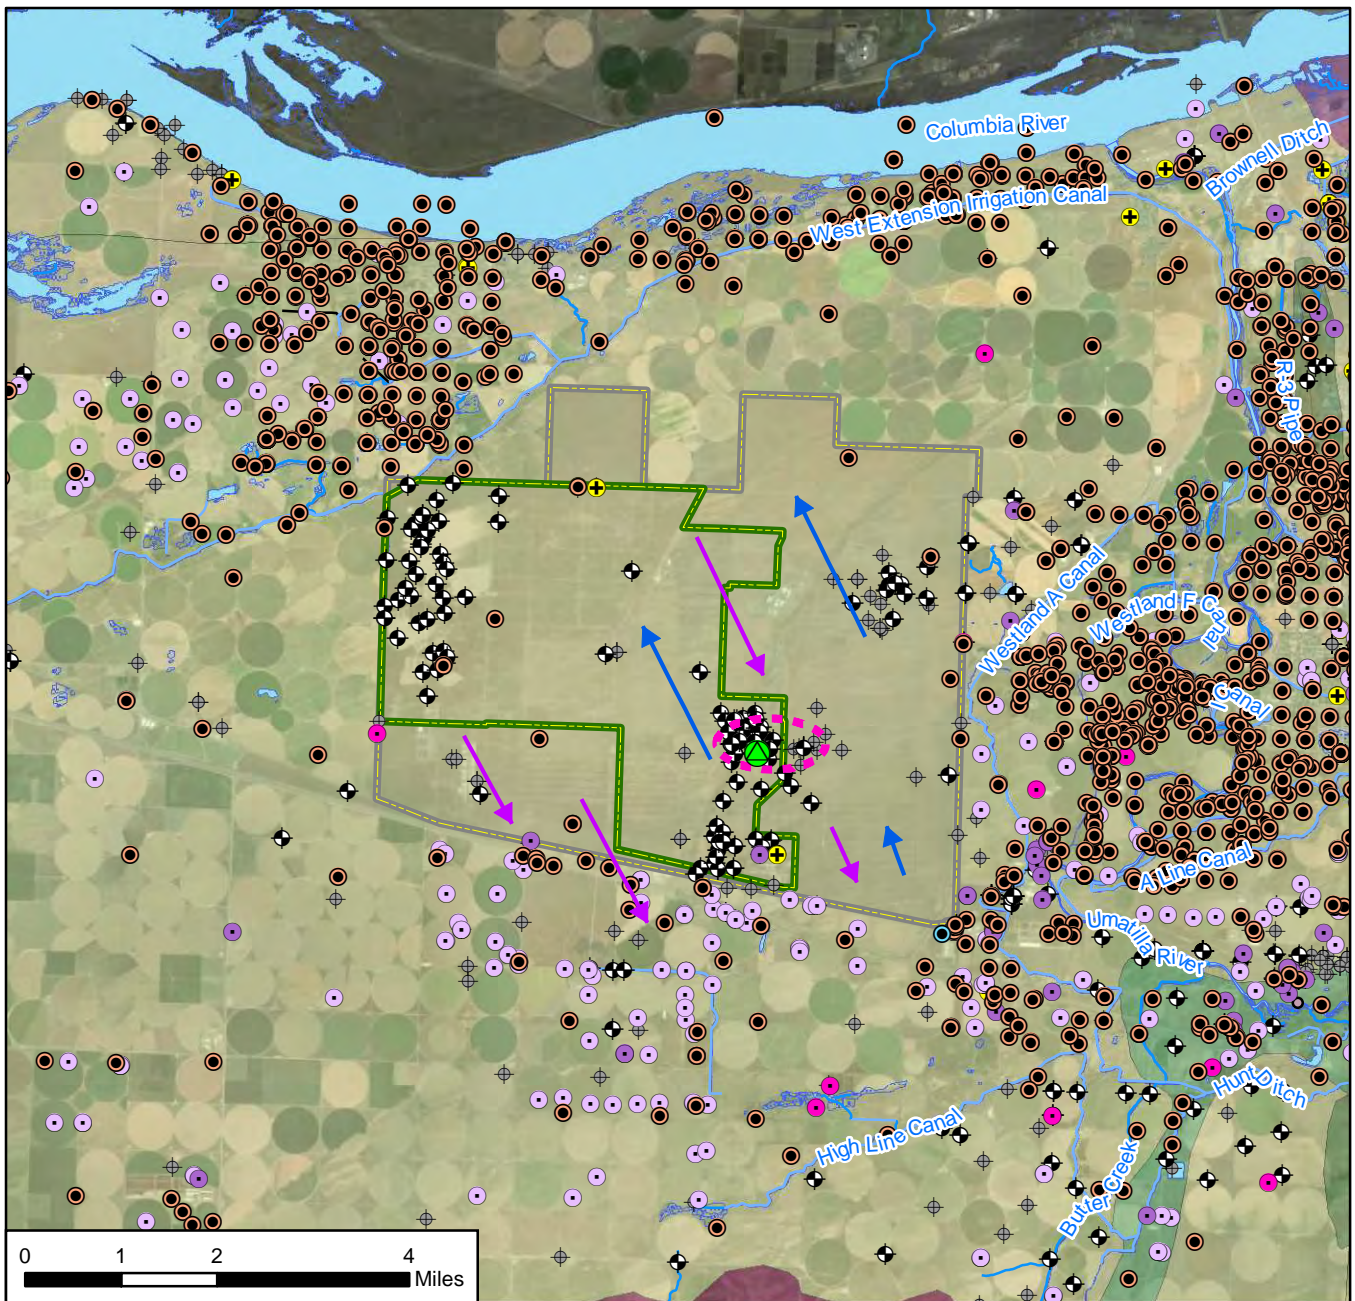 Columbia River
Brownell Ditch
West Extension Irrigation Canal
R-3 Pipe
Westland A Canal
Westland F Canal
Canal
A Line Canal
Umatilla River
Hunt Ditch
High Line Canal
Butter Creek
0 1 2 4
Miles